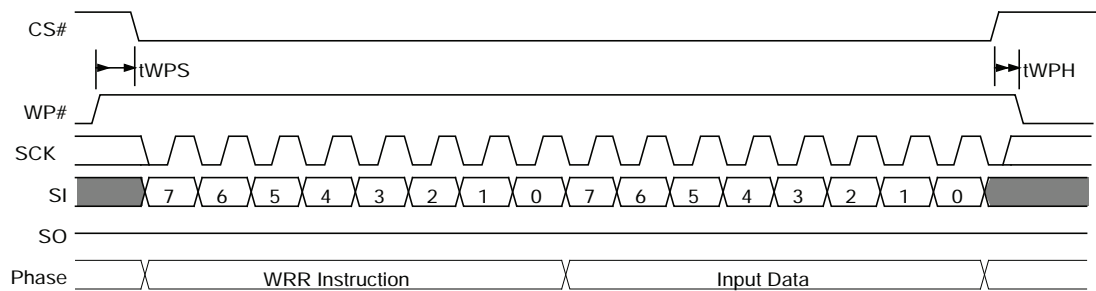 CS#
tWPS tWPH
WP#
SCK
SI 7 6 5 4 3 2 1 0 7 6 5 4 3 2 1 0
SO
Phase WRR Instruction Input Data